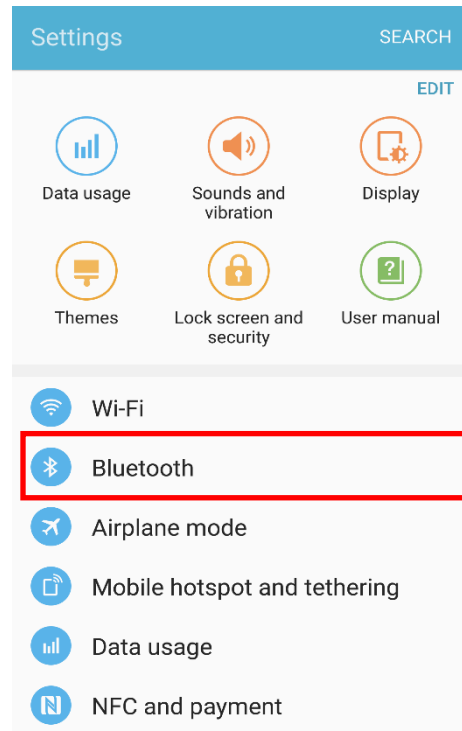 Settings
SEARCH
EDIT
Data usage
Sounds and
vibration
Display
Themes
Lock screen and
security
User manual
Wi-Fi
Bluetooth
Airplane mode
Mobile hotspot and tethering
Data usage
NFC and payment